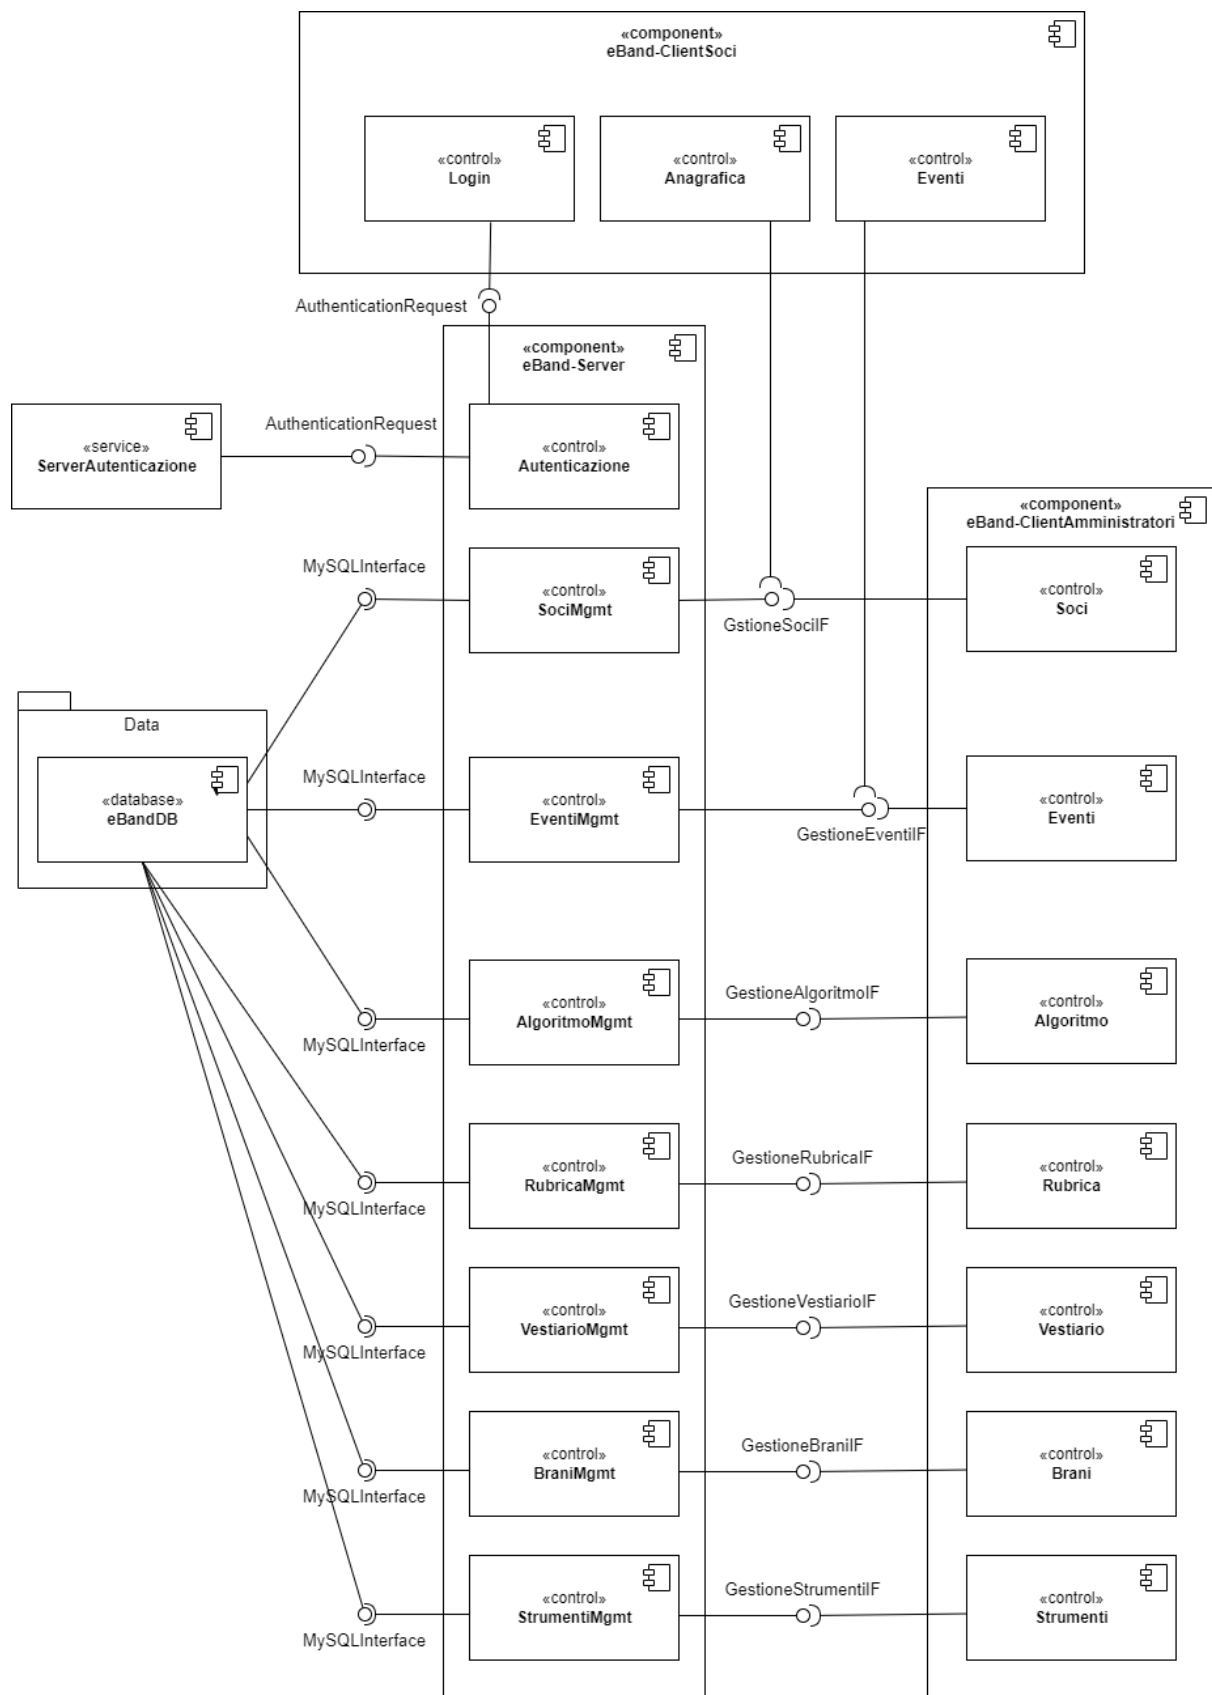 «component»
eBand-ClientSoci
«control»
Login
«control»
Anagrafica
«control»
Eventi
AuthenticationRequest
«component»
eBand-Server
«service»
ServerAutenticazione
AuthenticationRequest
«control»
Autenticazione
«component»
eBand-ClientAmministratori
MySQLInterface
«control»
SociMgmt
GstioneSociIF
«control»
Soci
Data
«database»
eBandDB
MySQLInterface
«control»
EventiMgmt
GestioneEventiIF
«control»
Eventi
MySQLInterface
«control»
AlgoritmoMgmt
GestioneAlgoritmoIF
«control»
Algoritmo
MySQLInterface
«control»
RubricaMgmt
GestioneRubricaIF
«control»
Rubrica
MySQLInterface
«control»
VestiarioMgmt
GestioneVestiarioIF
«control»
Vestiario
MySQLInterface
«control»
BraniMgmt
GestioneBraniIF
«control»
Brani
MySQLInterface
«control»
StrumentiMgmt
GestioneStrumentiIF
«control»
Strumenti